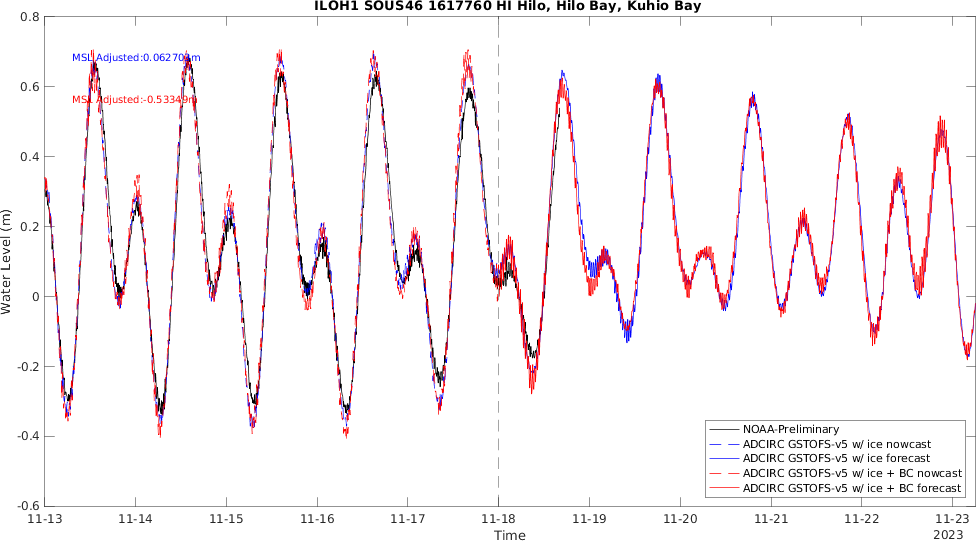 ILOH1 SOUS46 1617760 HI Hilo, Hilo Bay, Kuhio Bay
0.8
MSL Adjusted:0.06270 m
0.6
MSL Adjusted:-0.53349m
0.4
0.2
0
-0.2
-0.4
-0.6
Water Level (m)
NOAA-Preliminary
ADCIRC GSTOFS-v5 w/ ice nowcast
ADCIRC GSTOFS-v5 w/ ice forecast
ADCIRC GSTOFS-v5 w/ ice + BC nowcast
ADCIRC GSTOFS-v5 w/ ice + BC forecast
11-13 11-14 11-15 11-16 11-17 11-18 11-19 11-20 11-21 11-22 11-23
Time
2023